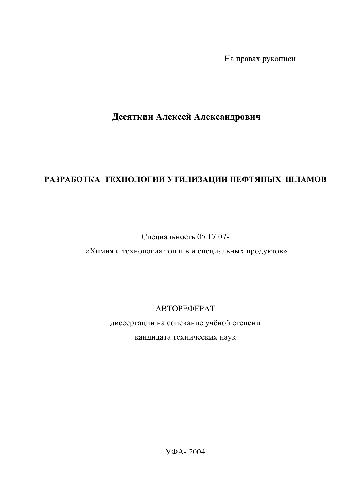 На правах рукописи
Десяткин Алексей Александрович
РАЗРАБОТКА ТЕХНОЛОГИИ УТИЛИЗАЦИИ НЕФТЯНЫХ ШЛАМОВ
Специальность 05.17.07-
«Химия и технология топлив и специальных продуктов»
АВТОРЕФЕРАТ
диссертации на соискание учёной степени
кандидата технических наук
УФА- 2004